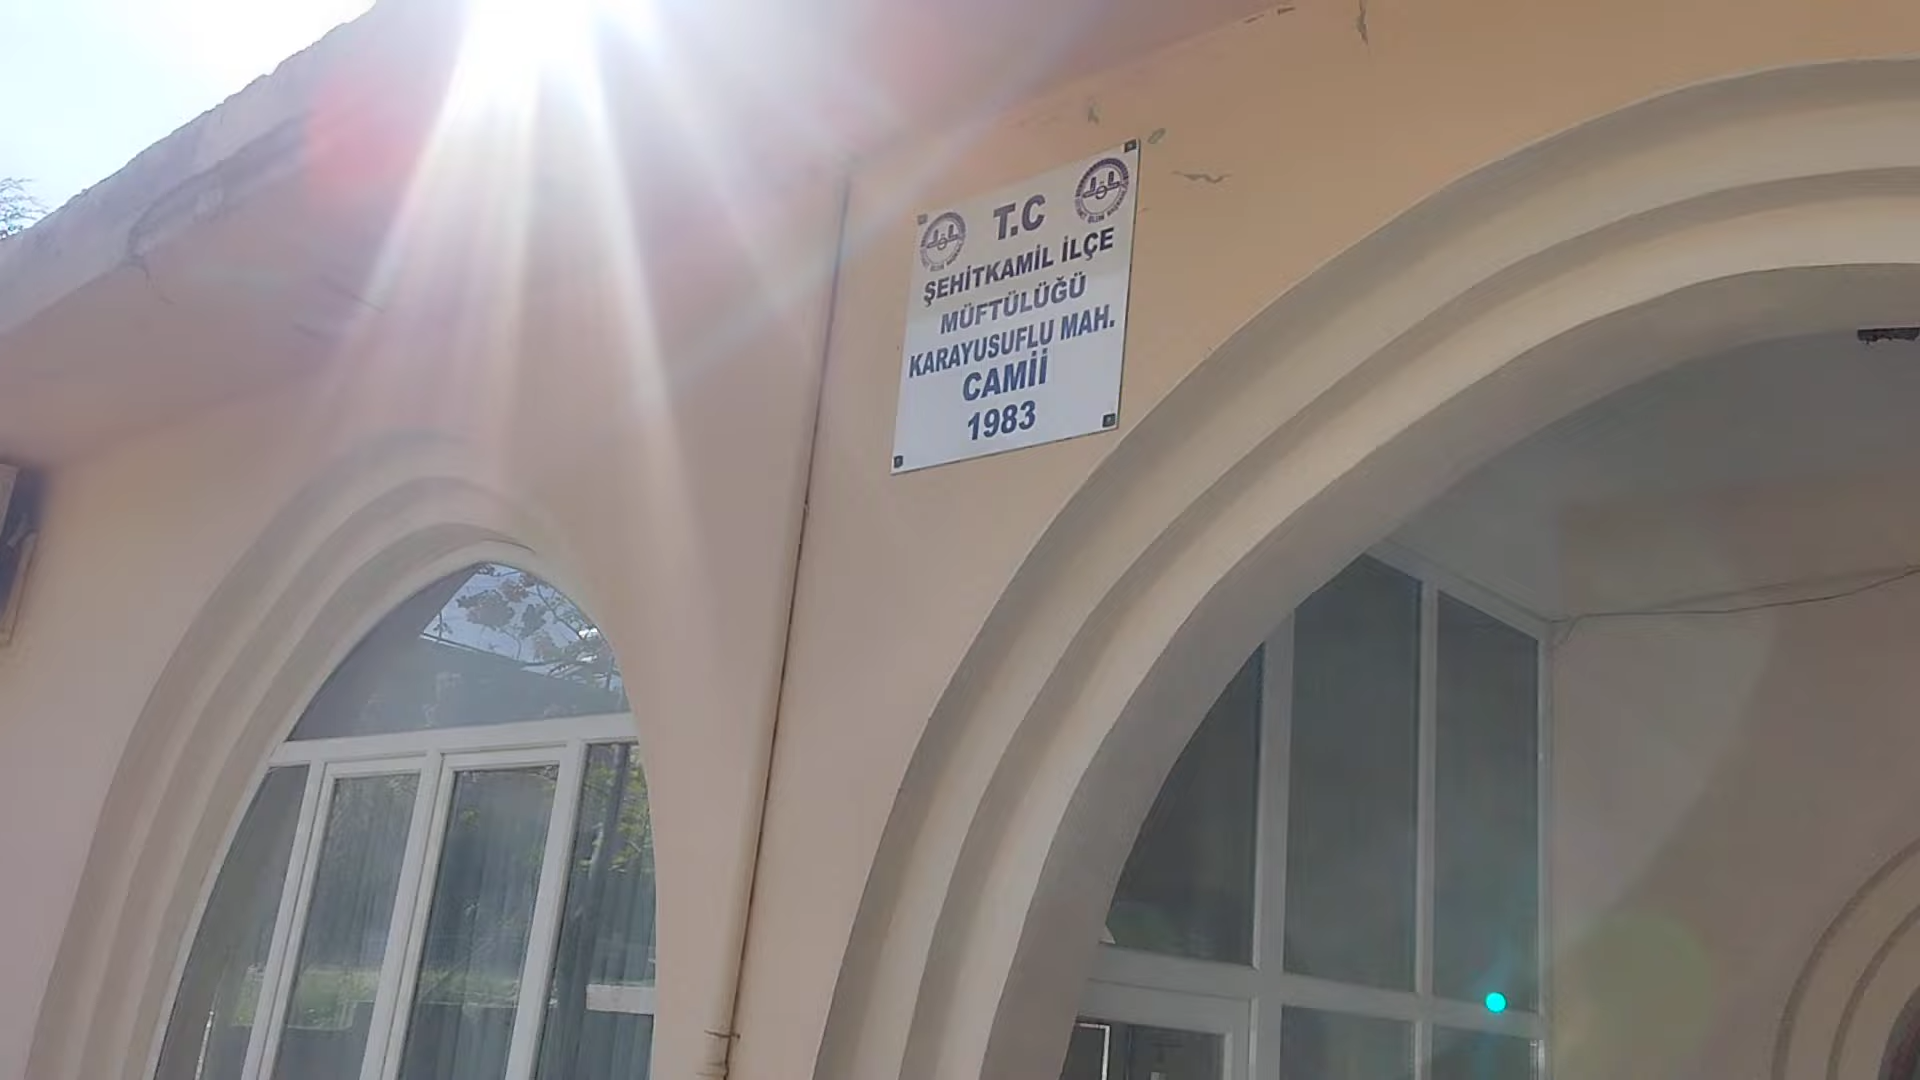 T.C
ŞEHİTKAMİL İLÇE
MÜFTÜLÜĞÜ
KARAYUSUFLU MAH.
CAMİİ
1983